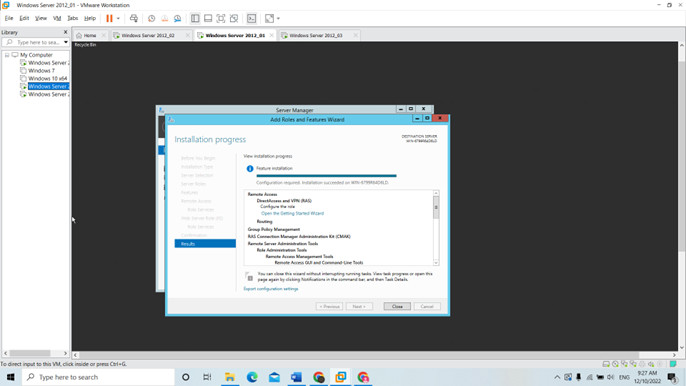 Windows Server 2012_01 - VMware Workstation
File Edit View VM Tabs Help
Library
Type here to search...
My Computer
Windows Server 2
Windows 7
Windows 10 x64
Windows Server 2
Windows Server 2
Home
Windows Server 2012_02
Windows Server 2012_01
Windows Server 2012_03
Recycle Bin
Server Manager
Add Roles and Features Wizard
Installation progress
DESTINATION SERVER
Before You Begin
Installation Type
Server Selection
Server Roles
Features
Remote Access
Role Services
Web Server Role (IIS)
Role Services
Confirmation
Results
View installation progress
Feature installation
Configuration required. Installation succeeded on
Remote Access
DirectAccess and VPN (RAS)
Configure the role
Open the Getting Started Wizard
Routing
Group Policy Management
RAS Connection Manager Administration Kit (CMAK)
Remote Server Administration Tools
Role Administration Tools
Remote Access Management Tools
Remote Access GUI and Command-Line Tools
You can close this wizard without interrupting running tasks. View task progress or open this
page again by clicking Notifications in the command bar, and then Task Details.
Export configuration settings
< Previous
Next >
Close
Cancel
To direct input to this VM, click inside or press Ctrl+G.
Type here to search
ENG
9:27 AM
12/10/2022